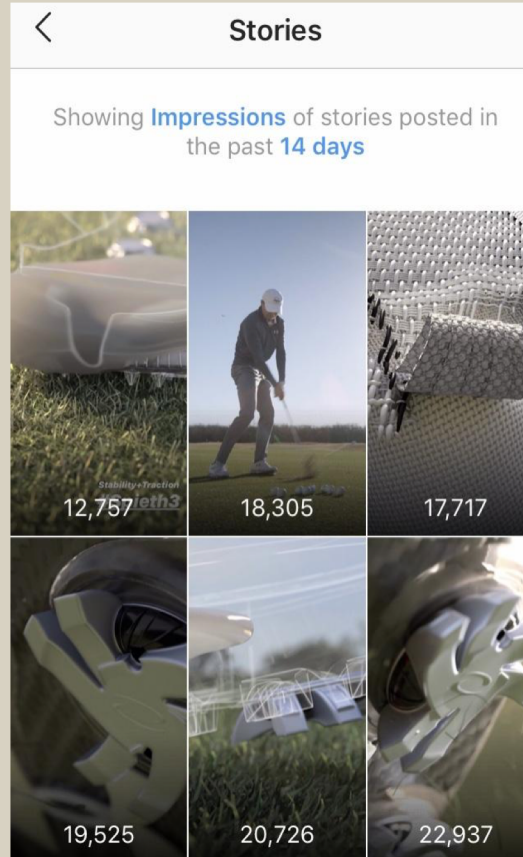 Stories
Showing Impressions of stories posted in
the past 14 days
Stability+Traction
#Spieth3
12,757
18,305
17,717
19,525
20,726
22,937